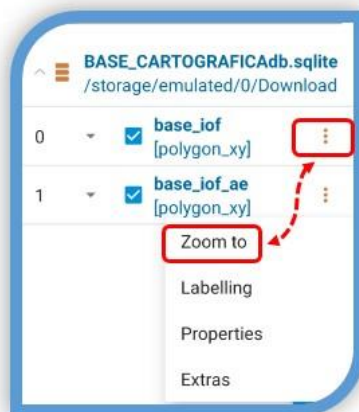 BASE_CARTOGRAFICAdb.sqlite
/storage/emulated/0/Download
0 base_iof
[polygon_xy]
1 base_iof_ae
[polygon_xy]
Zoom to
Labelling
Properties
Extras